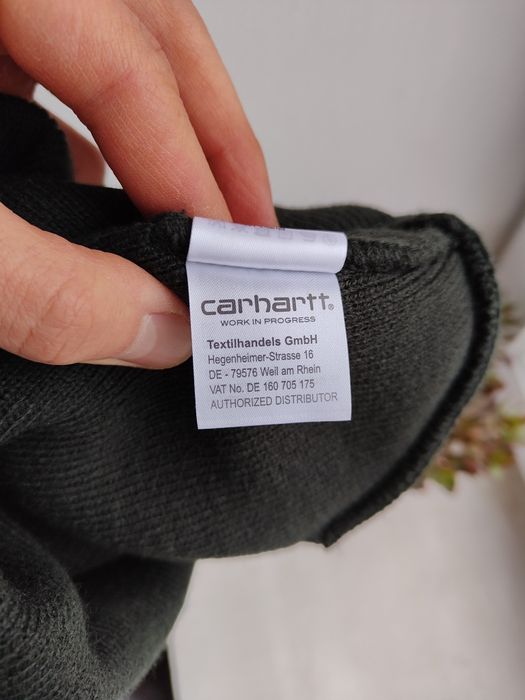 carhartt®
WORK IN PROGRESS
Textilhandels GmbH
Hegenheimer-Strasse 16
DE - 79576 Weil am Rhein
VAT No. DE 160 705 175
AUTHORIZED DISTRIBUTOR